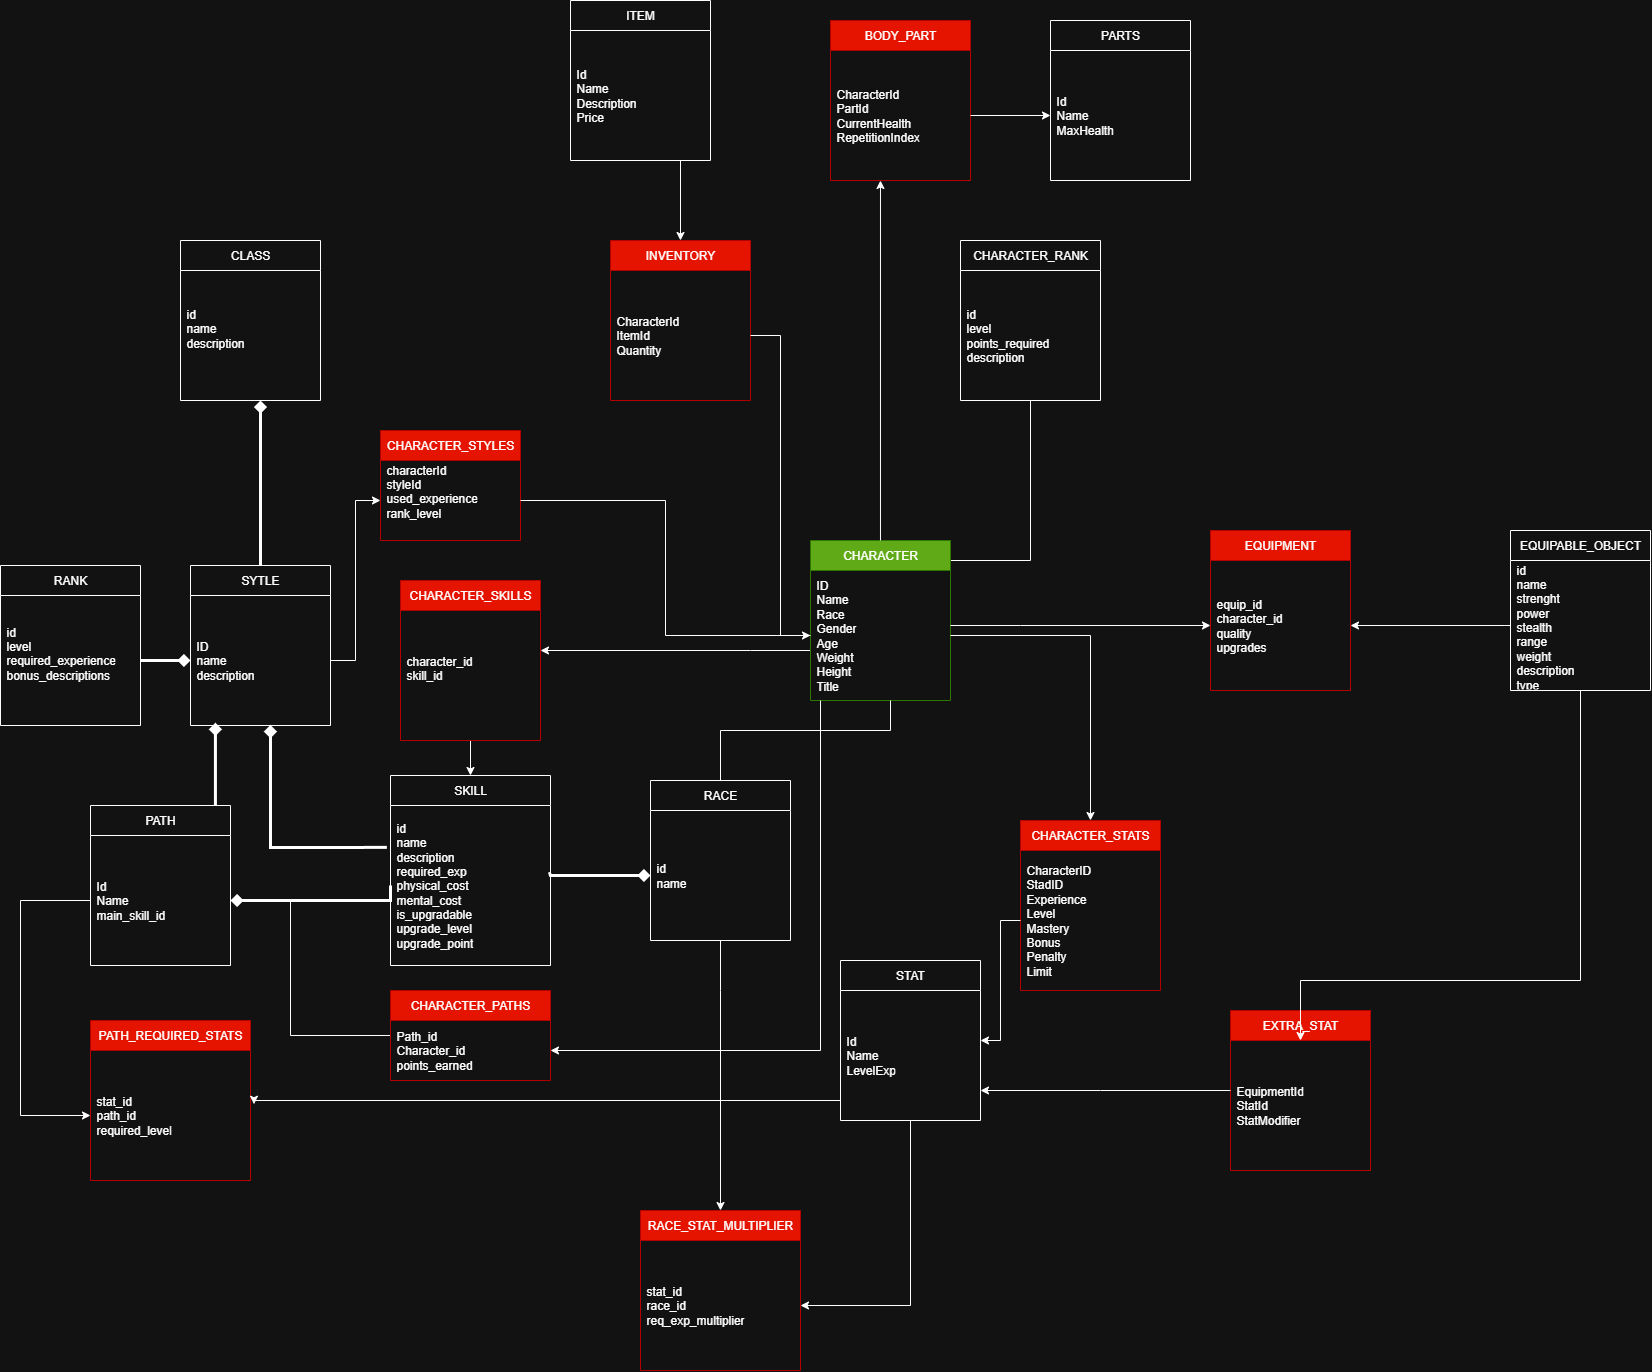 ITEM
Id
Name
Description
Price
BODY_PART
CharacterId
PartId
CurrentHealth
RepetitionIndex
PARTS
Id
Name
MaxHealth
CLASS
id
name
description
INVENTORY
CharacterId
ItemId
Quantity
CHARACTER_RANK
id
level
points_required
description
CHARACTER_STYLES
characterId
styleId
used_experience
rank_level
RANK
id
level
required_experience
bonus_descriptions
SYTLE
ID
name
description
CHARACTER_SKILLS
character_id
skill_id
CHARACTER
ID
Name
Race
Gender
Age
Weight
Height
Title
EQUIPMENT
equip_id
character_id
quality
upgrades
EQUIPABLE_OBJECT
id
name
strenght
power
stealth
range
weight
description
type
PATH
Id
Name
main_skill_id
SKILL
id
name
description
required_exp
physical_cost
mental_cost
is_upgradable
upgrade_level
upgrade_point
RACE
id
name
CHARACTER_STATS
CharacterID
StadID
Experience
Level
Mastery
Bonus
Penalty
Limit
STAT
Id
Name
LevelExp
CHARACTER_PATHS
Path_id
Character_id
points_earned
PATH_REQUIRED_STATS
stat_id
path_id
required_level
EXTRA_STAT
EquipmentId
StatId
StatModifier
RACE_STAT_MULTIPLIER
stat_id
race_id
req_exp_multiplier